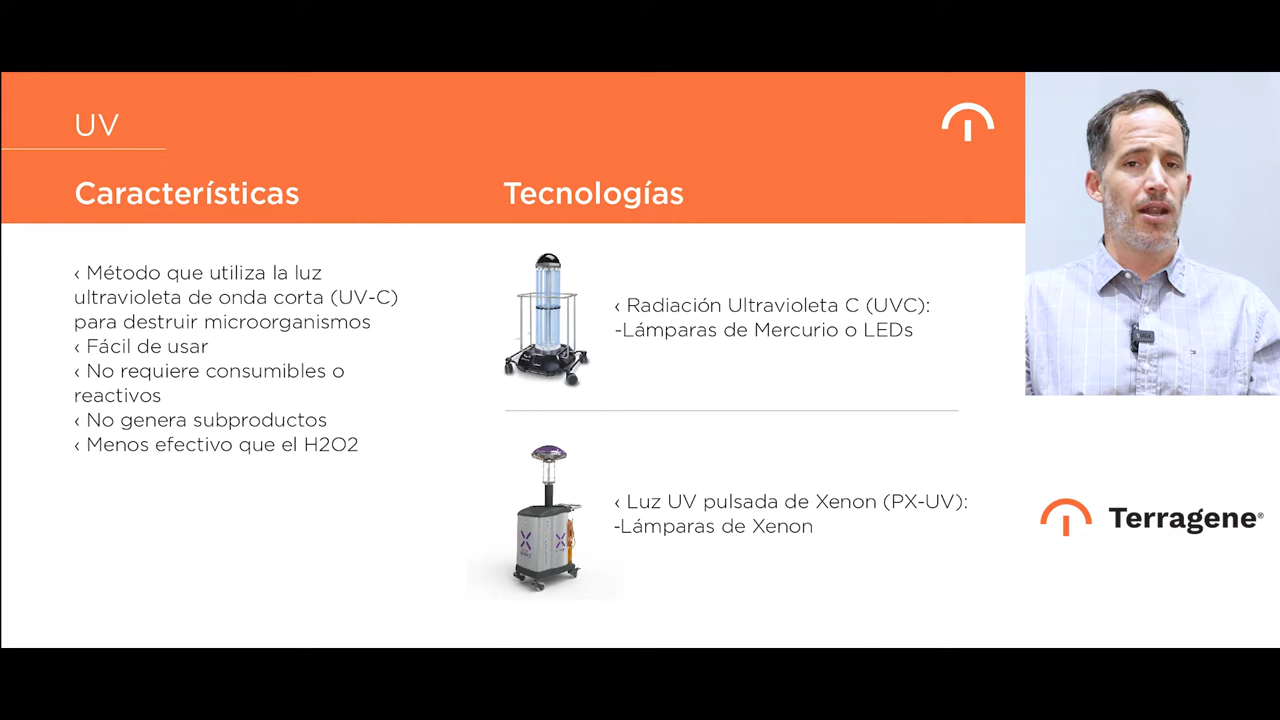 UV
Características
Tecnologías
‹ Método que utiliza la luz
ultravioleta de onda corta (UV-C)
para destruir microorganismos
‹ Fácil de usar
‹ No requiere consumibles o
reactivos
‹ No genera subproductos
‹ Menos efectivo que el H2O2
‹ Radiación Ultravioleta C (UVC):
-Lámparas de Mercurio o LEDs
‹ Luz UV pulsada de Xenon (PX-UV):
-Lámparas de Xenon
Terragene®